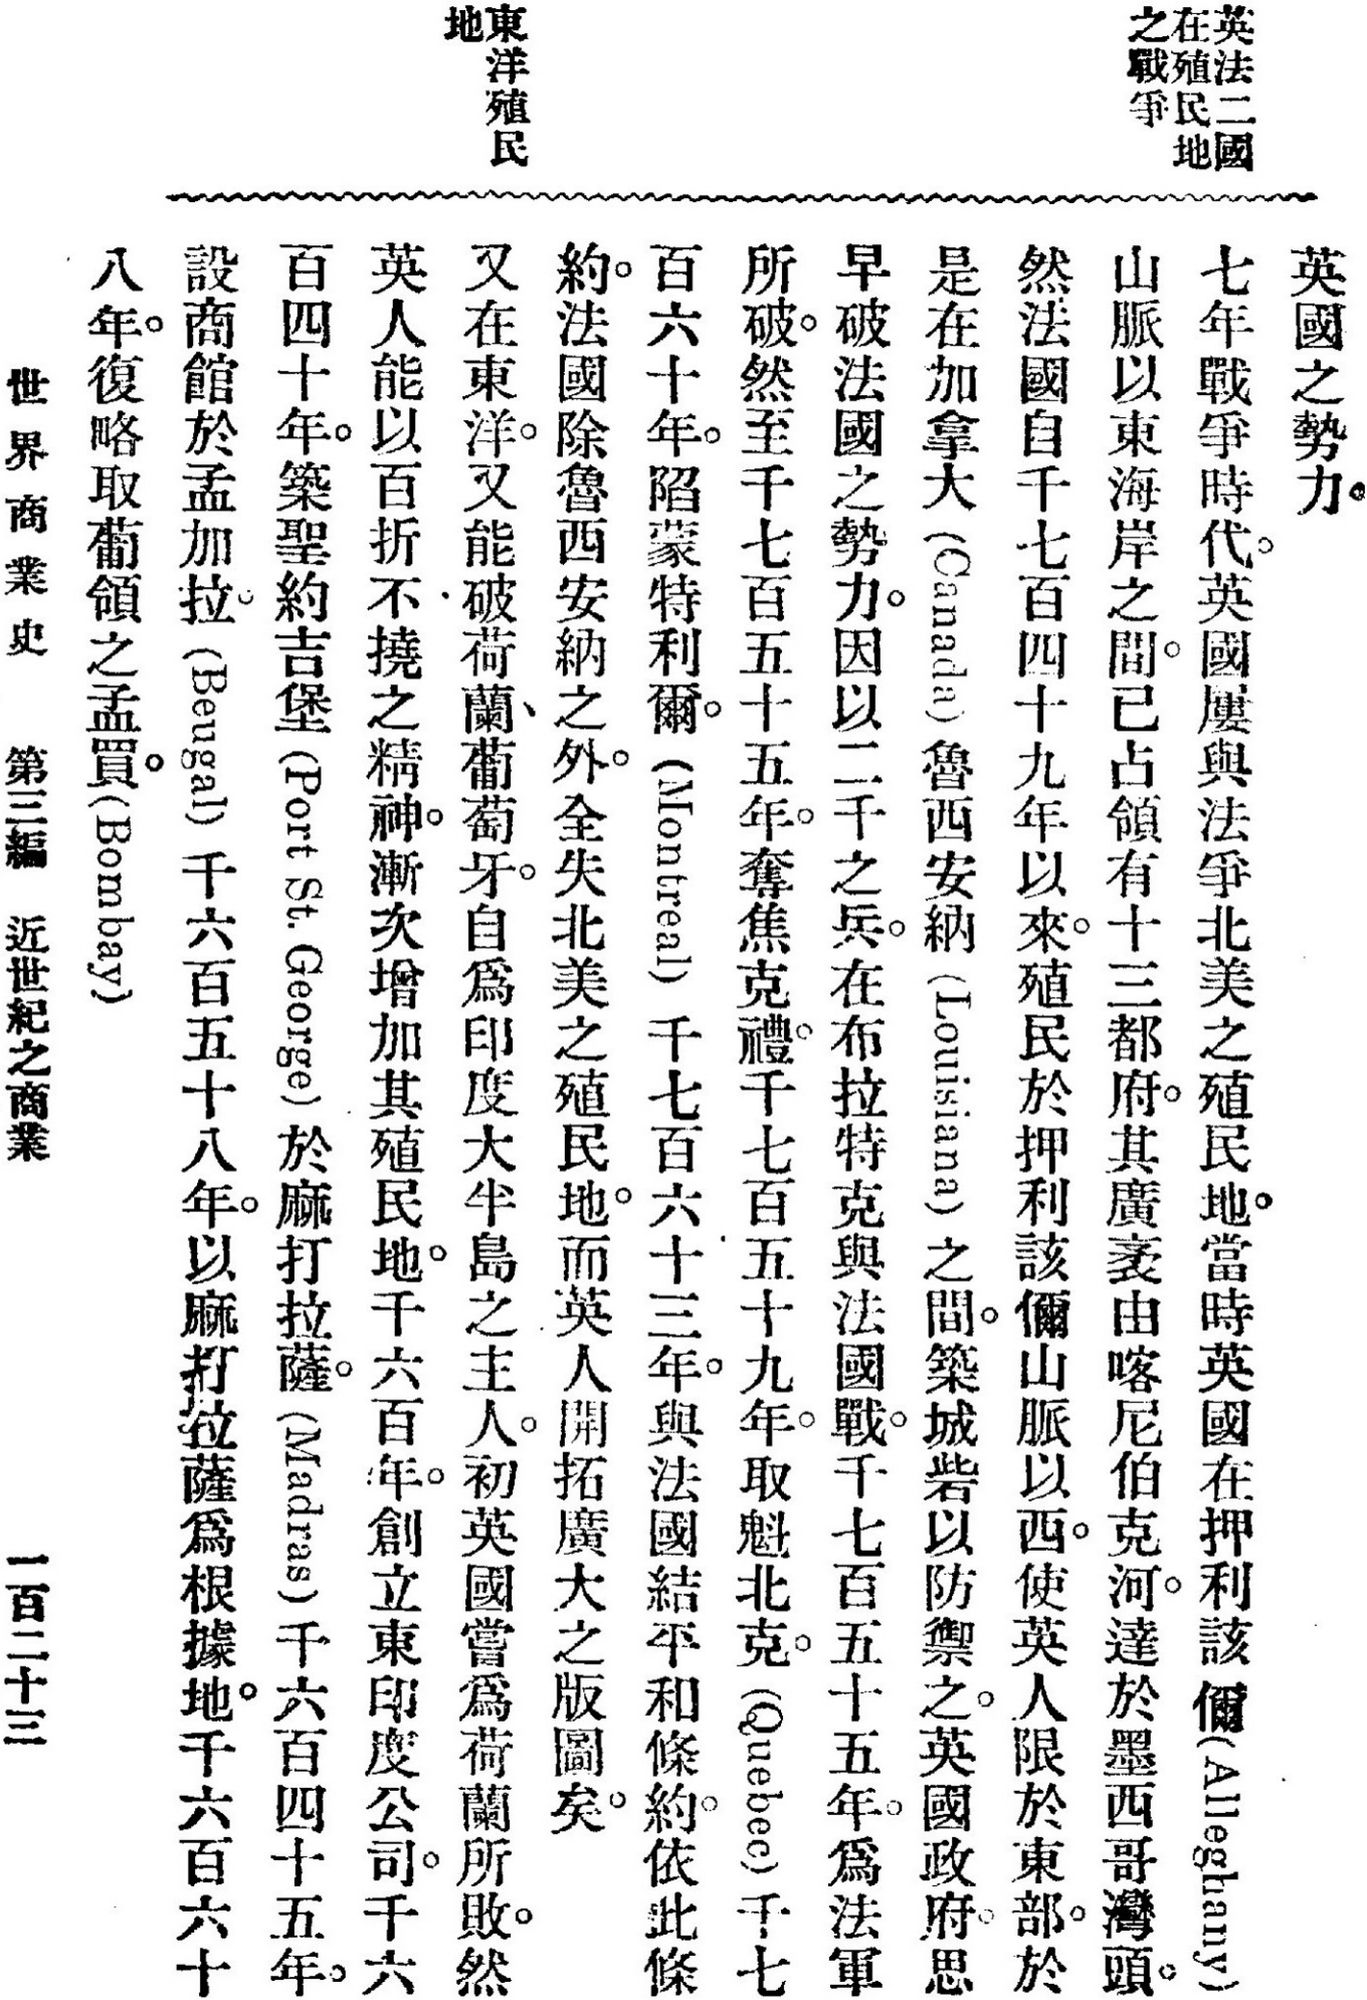 英法二國
在殖民地
之戰爭
東洋殖民
地
英國之勢力。
七年戰爭時代。英國屢與法爭北美之殖民地。當時英國在押利該爾(Alleghany)
山脈以東海岸之間。已占領有十三都府。其廣袤由喀尼伯克河。達於墨西哥灣頭。
然法國自千七百四十九年以來。殖民於押利該爾山脈以西。使英人限於東部。於
是在加拿大(Canada)魯西安納(Louisiana)之間。築城砦以防禦之。英國政府。思
早破法國之勢力。因以二千之兵。在布拉特克與法國戰。千七百五十五年。爲法軍
所破。然至千七百五十五年。奪焦克禮。千七百五十九年。取魁北克。(Quebec)千七
百六十年。陷蒙特利爾。(Montreal)千七百六十三年。與法國結平和條約。依此條
約。法國除魯西安納之外。全失北美之殖民地。而英人開拓廣大之版圖矣。
又在東洋。又能破荷蘭、葡萄牙。自爲印度大半島之主人。初英國嘗爲荷蘭所敗。然
英人能以百折不撓之精神。漸次增加其殖民地。千六百年。創立東印度公司。千六
百四十年。築聖約吉堡(Port St. George)於麻打拉薩。(Madras)千六百四十五年。
設商館於孟加拉。(Beugal)千六百五十八年。以麻打拉薩爲根據地。千六百六十
八年。復略取葡領之孟買。(Bombay)
世界商業史 第三編 近世紀之商業 一百二十三